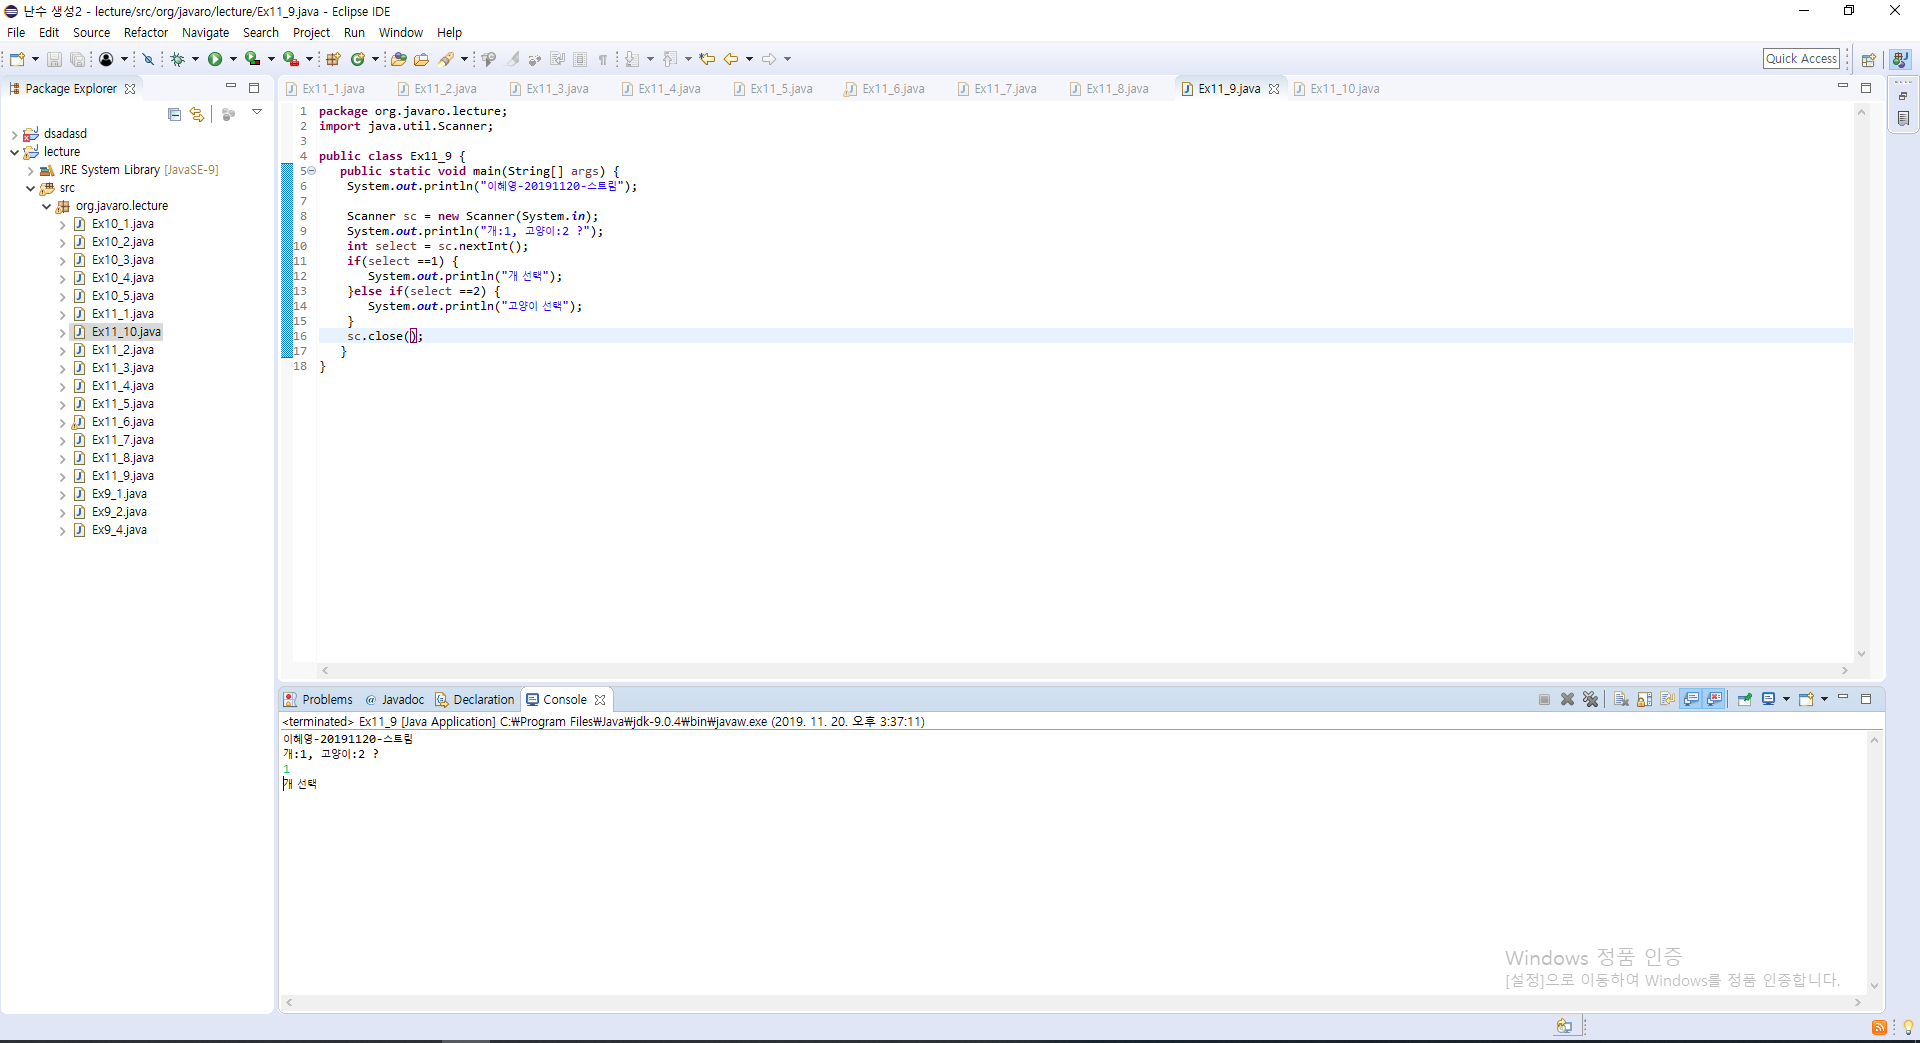 난수 생성2 - lecture/src/org/javaro/lecture/Ex11_9.java - Eclipse IDE
File Edit Source Refactor Navigate Search Project Run Window Help
Quick Access
Package Explorer
dsadasd
lecture
JRE System Library [JavaSE-9]
src
org.javaro.lecture
Ex10_1.java
Ex10_2.java
Ex10_3.java
Ex10_4.java
Ex10_5.java
Ex11_1.java
Ex11_10.java
Ex11_2.java
Ex11_3.java
Ex11_4.java
Ex11_5.java
Ex11_6.java
Ex11_7.java
Ex11_8.java
Ex11_9.java
Ex9_1.java
Ex9_2.java
Ex9_4.java
Ex11_1.java Ex11_2.java Ex11_3.java Ex11_4.java Ex11_5.java Ex11_6.java Ex11_7.java Ex11_8.java Ex11_9.java Ex11_10.java
1 package org.javaro.lecture;
2 import java.util.Scanner;
3
4 public class Ex11_9 {
5 public static void main(String[] args) {
6 System.out.println("이혜영-20191120-스트림");
7
8 Scanner sc = new Scanner(System.in);
9 System.out.println("개:1, 고양이:2 ?");
10 int select = sc.nextInt();
11 if(select ==1) {
12 System.out.println("개 선택");
13 }else if(select ==2) {
14 System.out.println("고양이 선택");
15 }
16 sc.close();
17 }
18 }
Problems @ Javadoc Declaration Console
<terminated> Ex11_9 [Java Application] C:₩Program Files₩Java₩jdk-9.0.4₩bin₩javaw.exe (2019. 11. 20. 오후 3:37:11)
이혜영-20191120-스트림
개:1, 고양이:2 ?
1
개 선택
Windows 정품 인증
[설정]으로 이동하여 Windows를 정품 인증합니다.